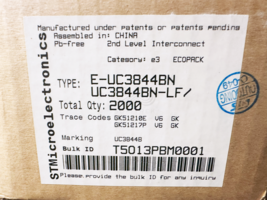 Manufactured under patents or patents pending
Assembled in: CHINA
Pb-free 2nd Level Interconnect
Category: e3 ECOPACK
TYPE: E-UC3844BN
UC3844BN-LF/
Total Qty: 2000
Trace Codes GK51210E V6 GK
GK51217P V6 GK
Marking UC3844B
Bulk ID T5013PBM0001
Please provide the bulk ID for any inquiry
STMicroelectronics